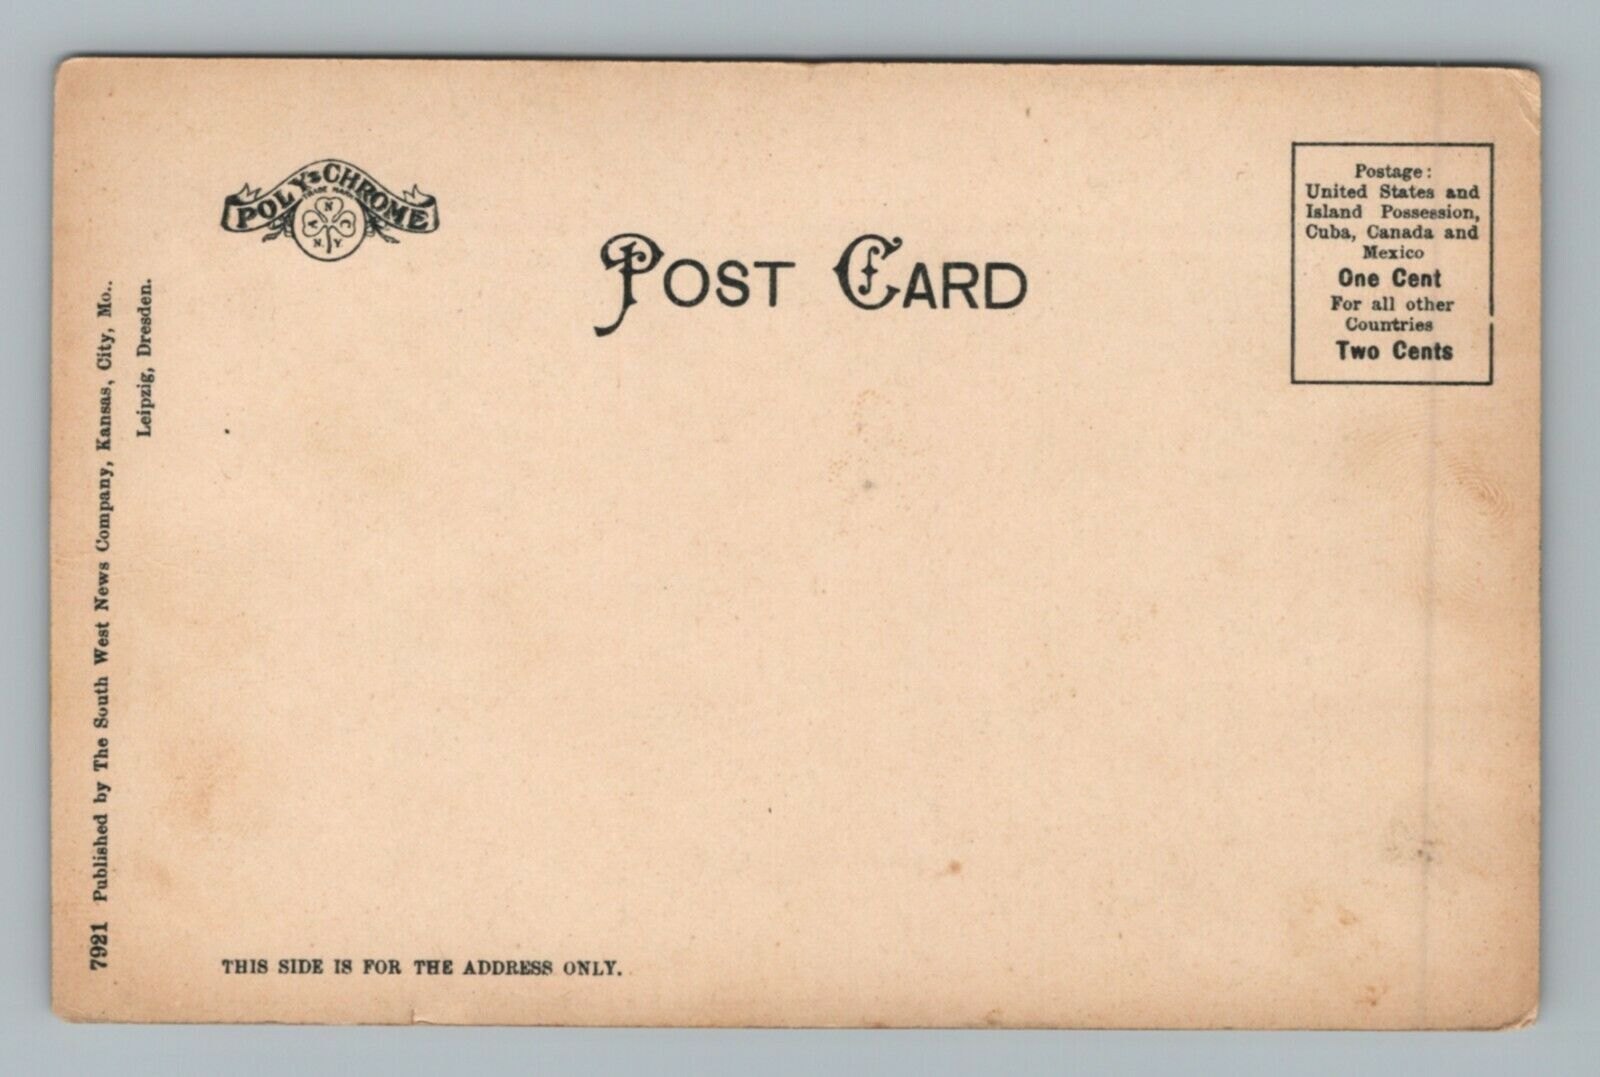 POLY-CHROME
TRADE MARK
A N C
N Y
POST CARD
Postage:
United States and
Island Possession,
Cuba, Canada and
Mexico
One Cent
For all other
Countries
Two Cents
7921 Published by The South West News Company, Kansas, City, Mo..
Leipzig, Dresden.
THIS SIDE IS FOR THE ADDRESS ONLY.